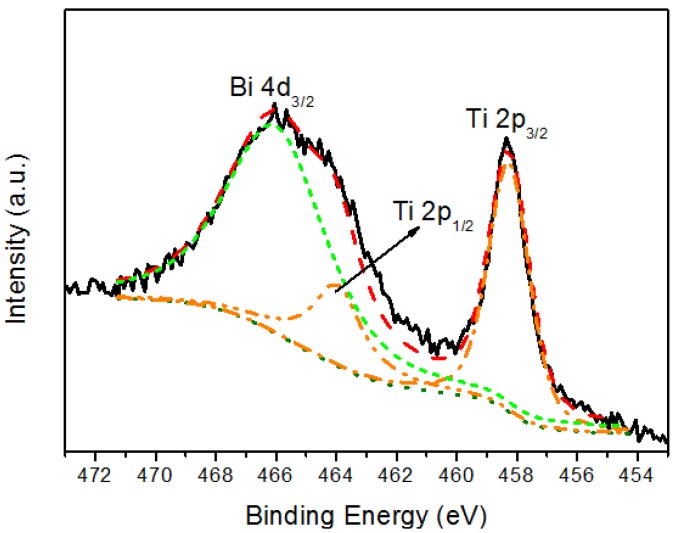 Bi 4d3/2
Ti 2p3/2
Ti 2p1/2
Intensity (a.u.)
472 470 468 466 464 462 460 458 456 454
Binding Energy (eV)